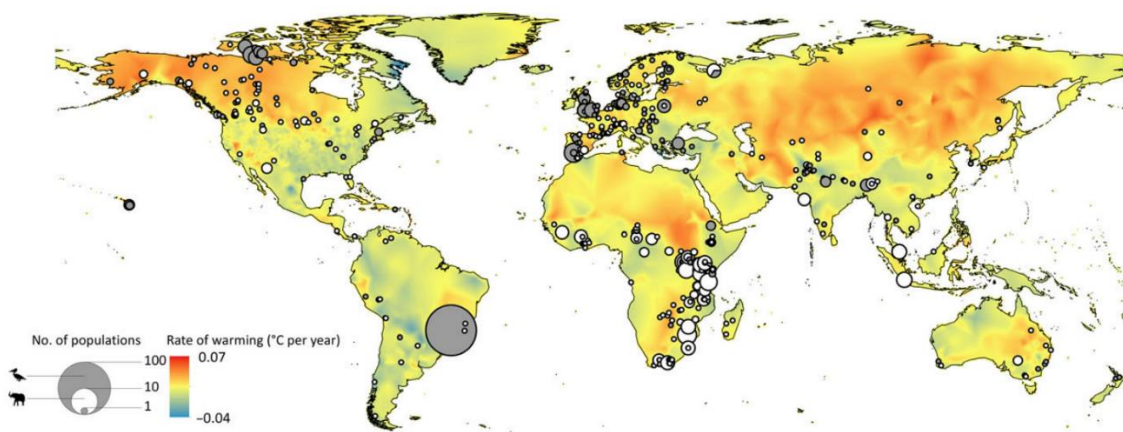 No. of populations
Rate of warming (°C per year)
100
10
1
0.07
−0.04